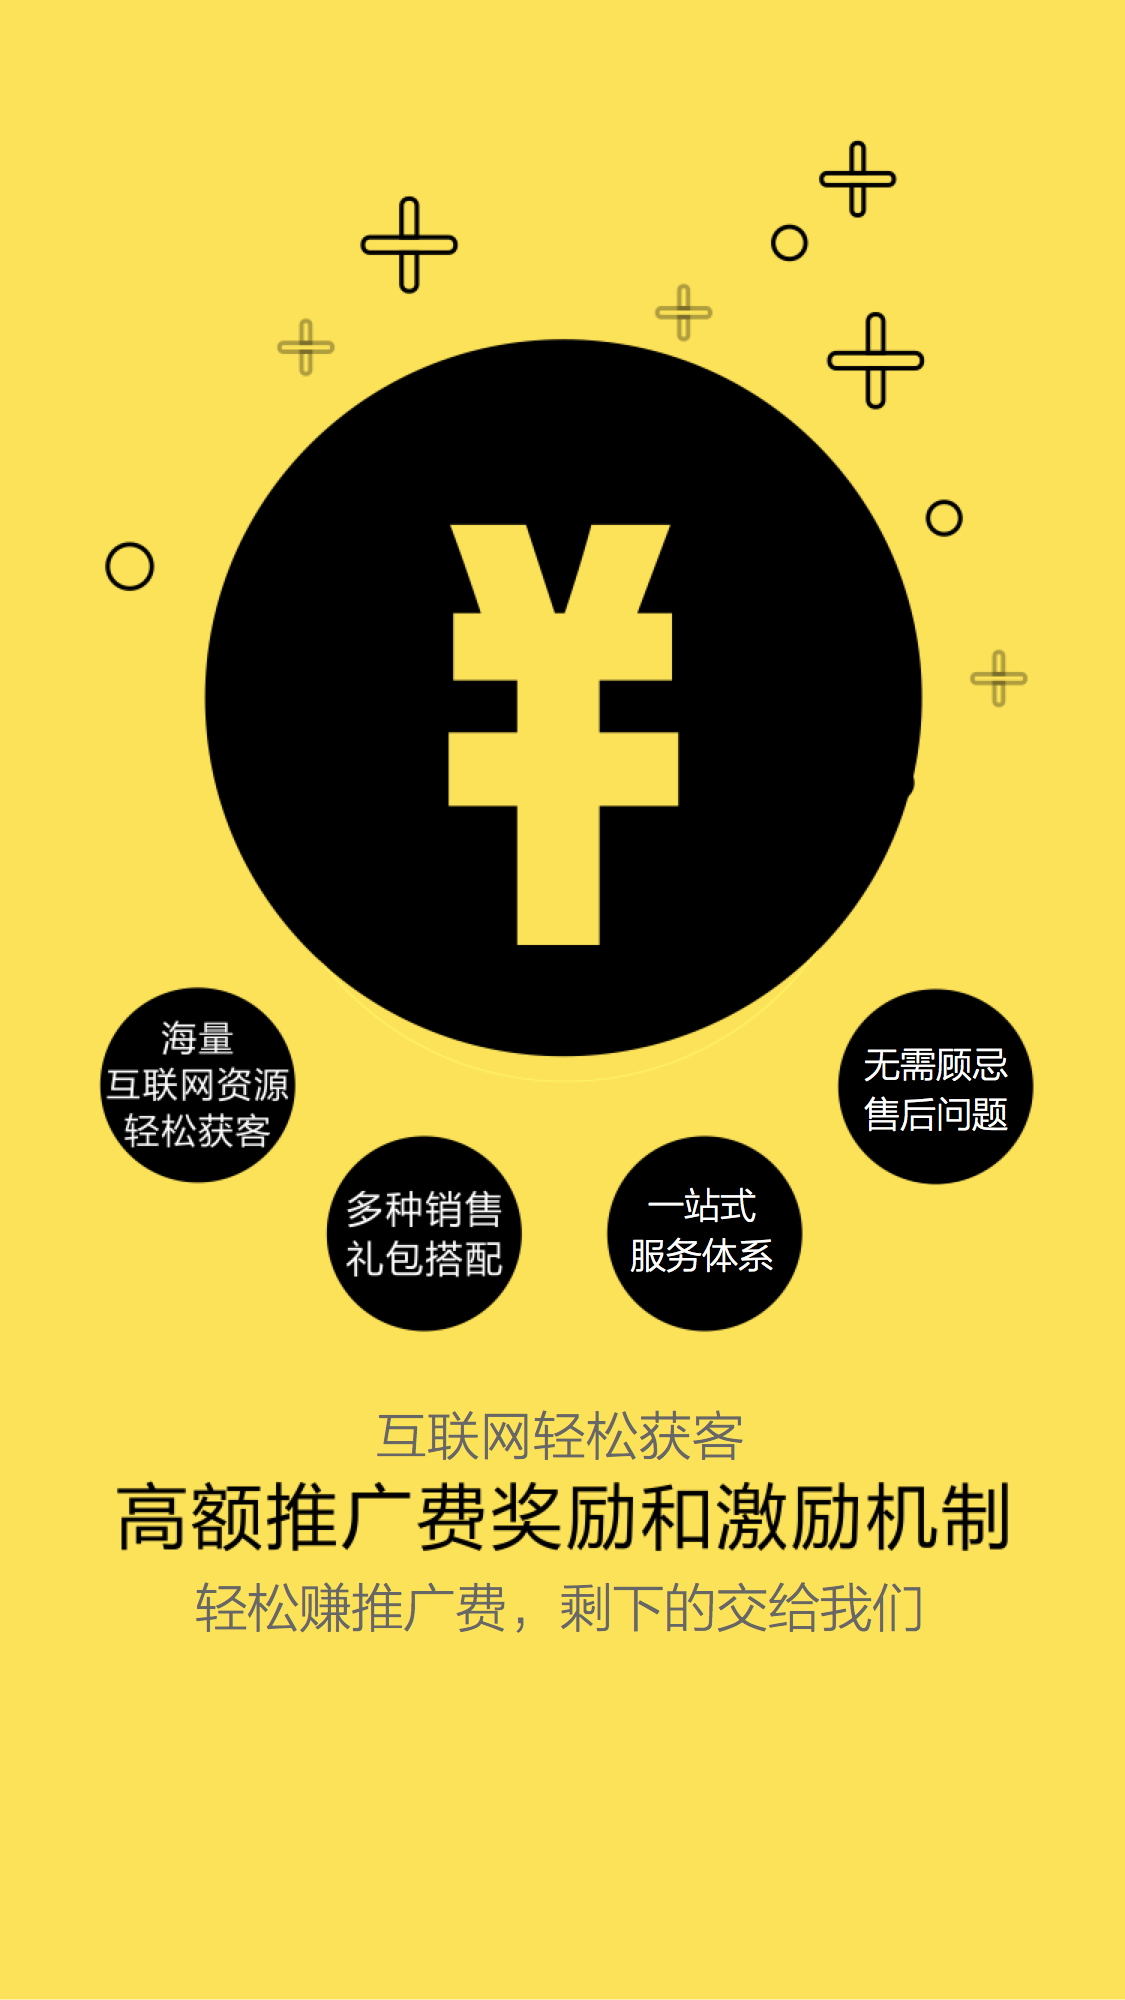 ¥
海量
互联网资源
轻松获客
多种销售
礼包搭配
一站式
服务体系
无需顾忌
售后问题
互联网轻松获客
高额推广费奖励和激励机制
轻松赚推广费，剩下的交给我们